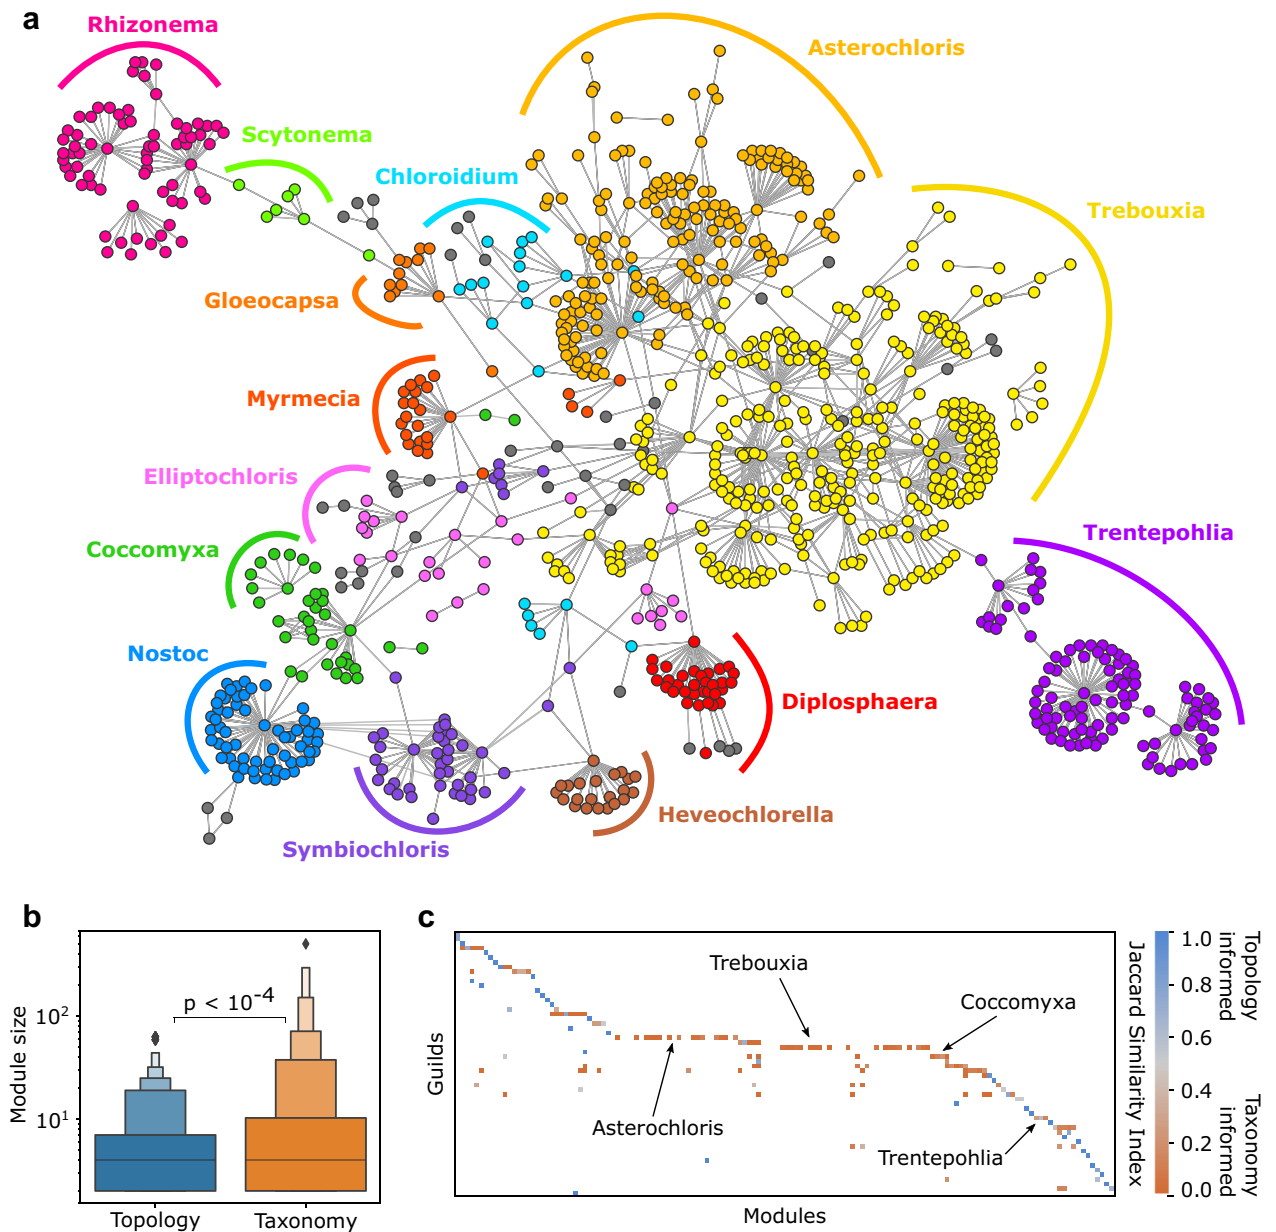 a
Rhizonema
Asterochloris
Scytonema
Chloroidium
Trebouxia
Gloeocapsa
Myrmecia
Elliptochloris
Coccomyxa
Trentepohlia
Nostoc
Diplosphaera
Heveochlorella
Symbiochloris
b
Module size
10²
10¹
p < 10⁻⁴
Topology
Taxonomy
c
Guilds
Modules
Trebouxia
Coccomyxa
Asterochloris
Trentepohlia
1.0
0.8
0.6
0.4
0.2
0.0
Jaccard Similarity Index
Topology
informed
Taxonomy
informed